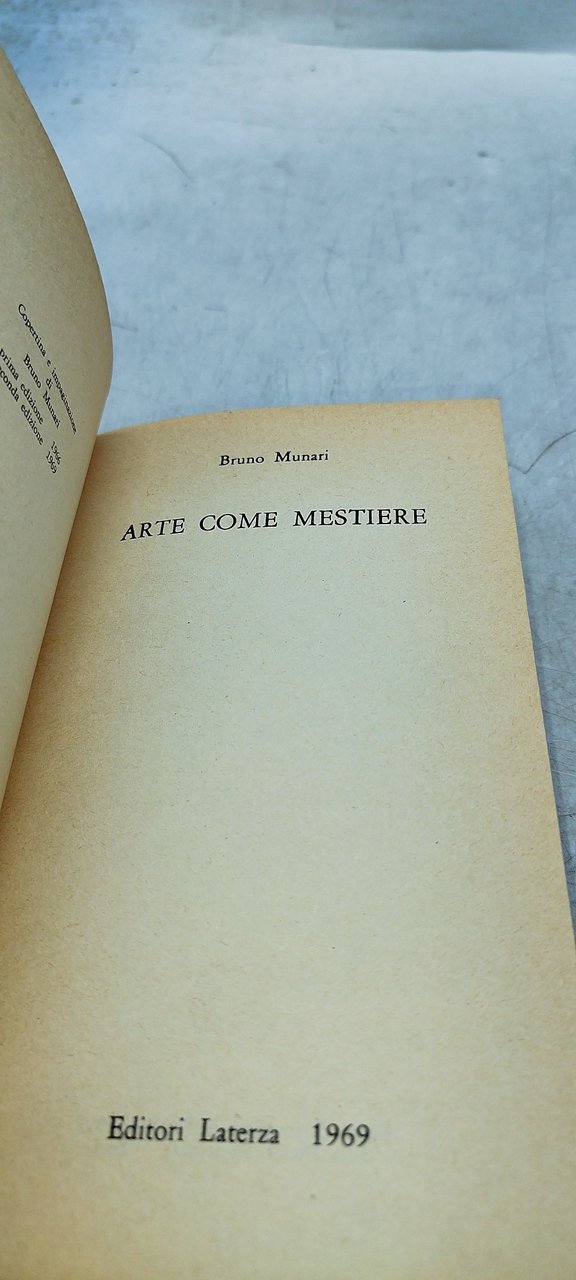 Copertina e impaginazione
di
Bruno Munari
prima edizione 1966
seconda edizione 1969
Bruno Munari
ARTE COME MESTIERE
Editori Laterza 1969